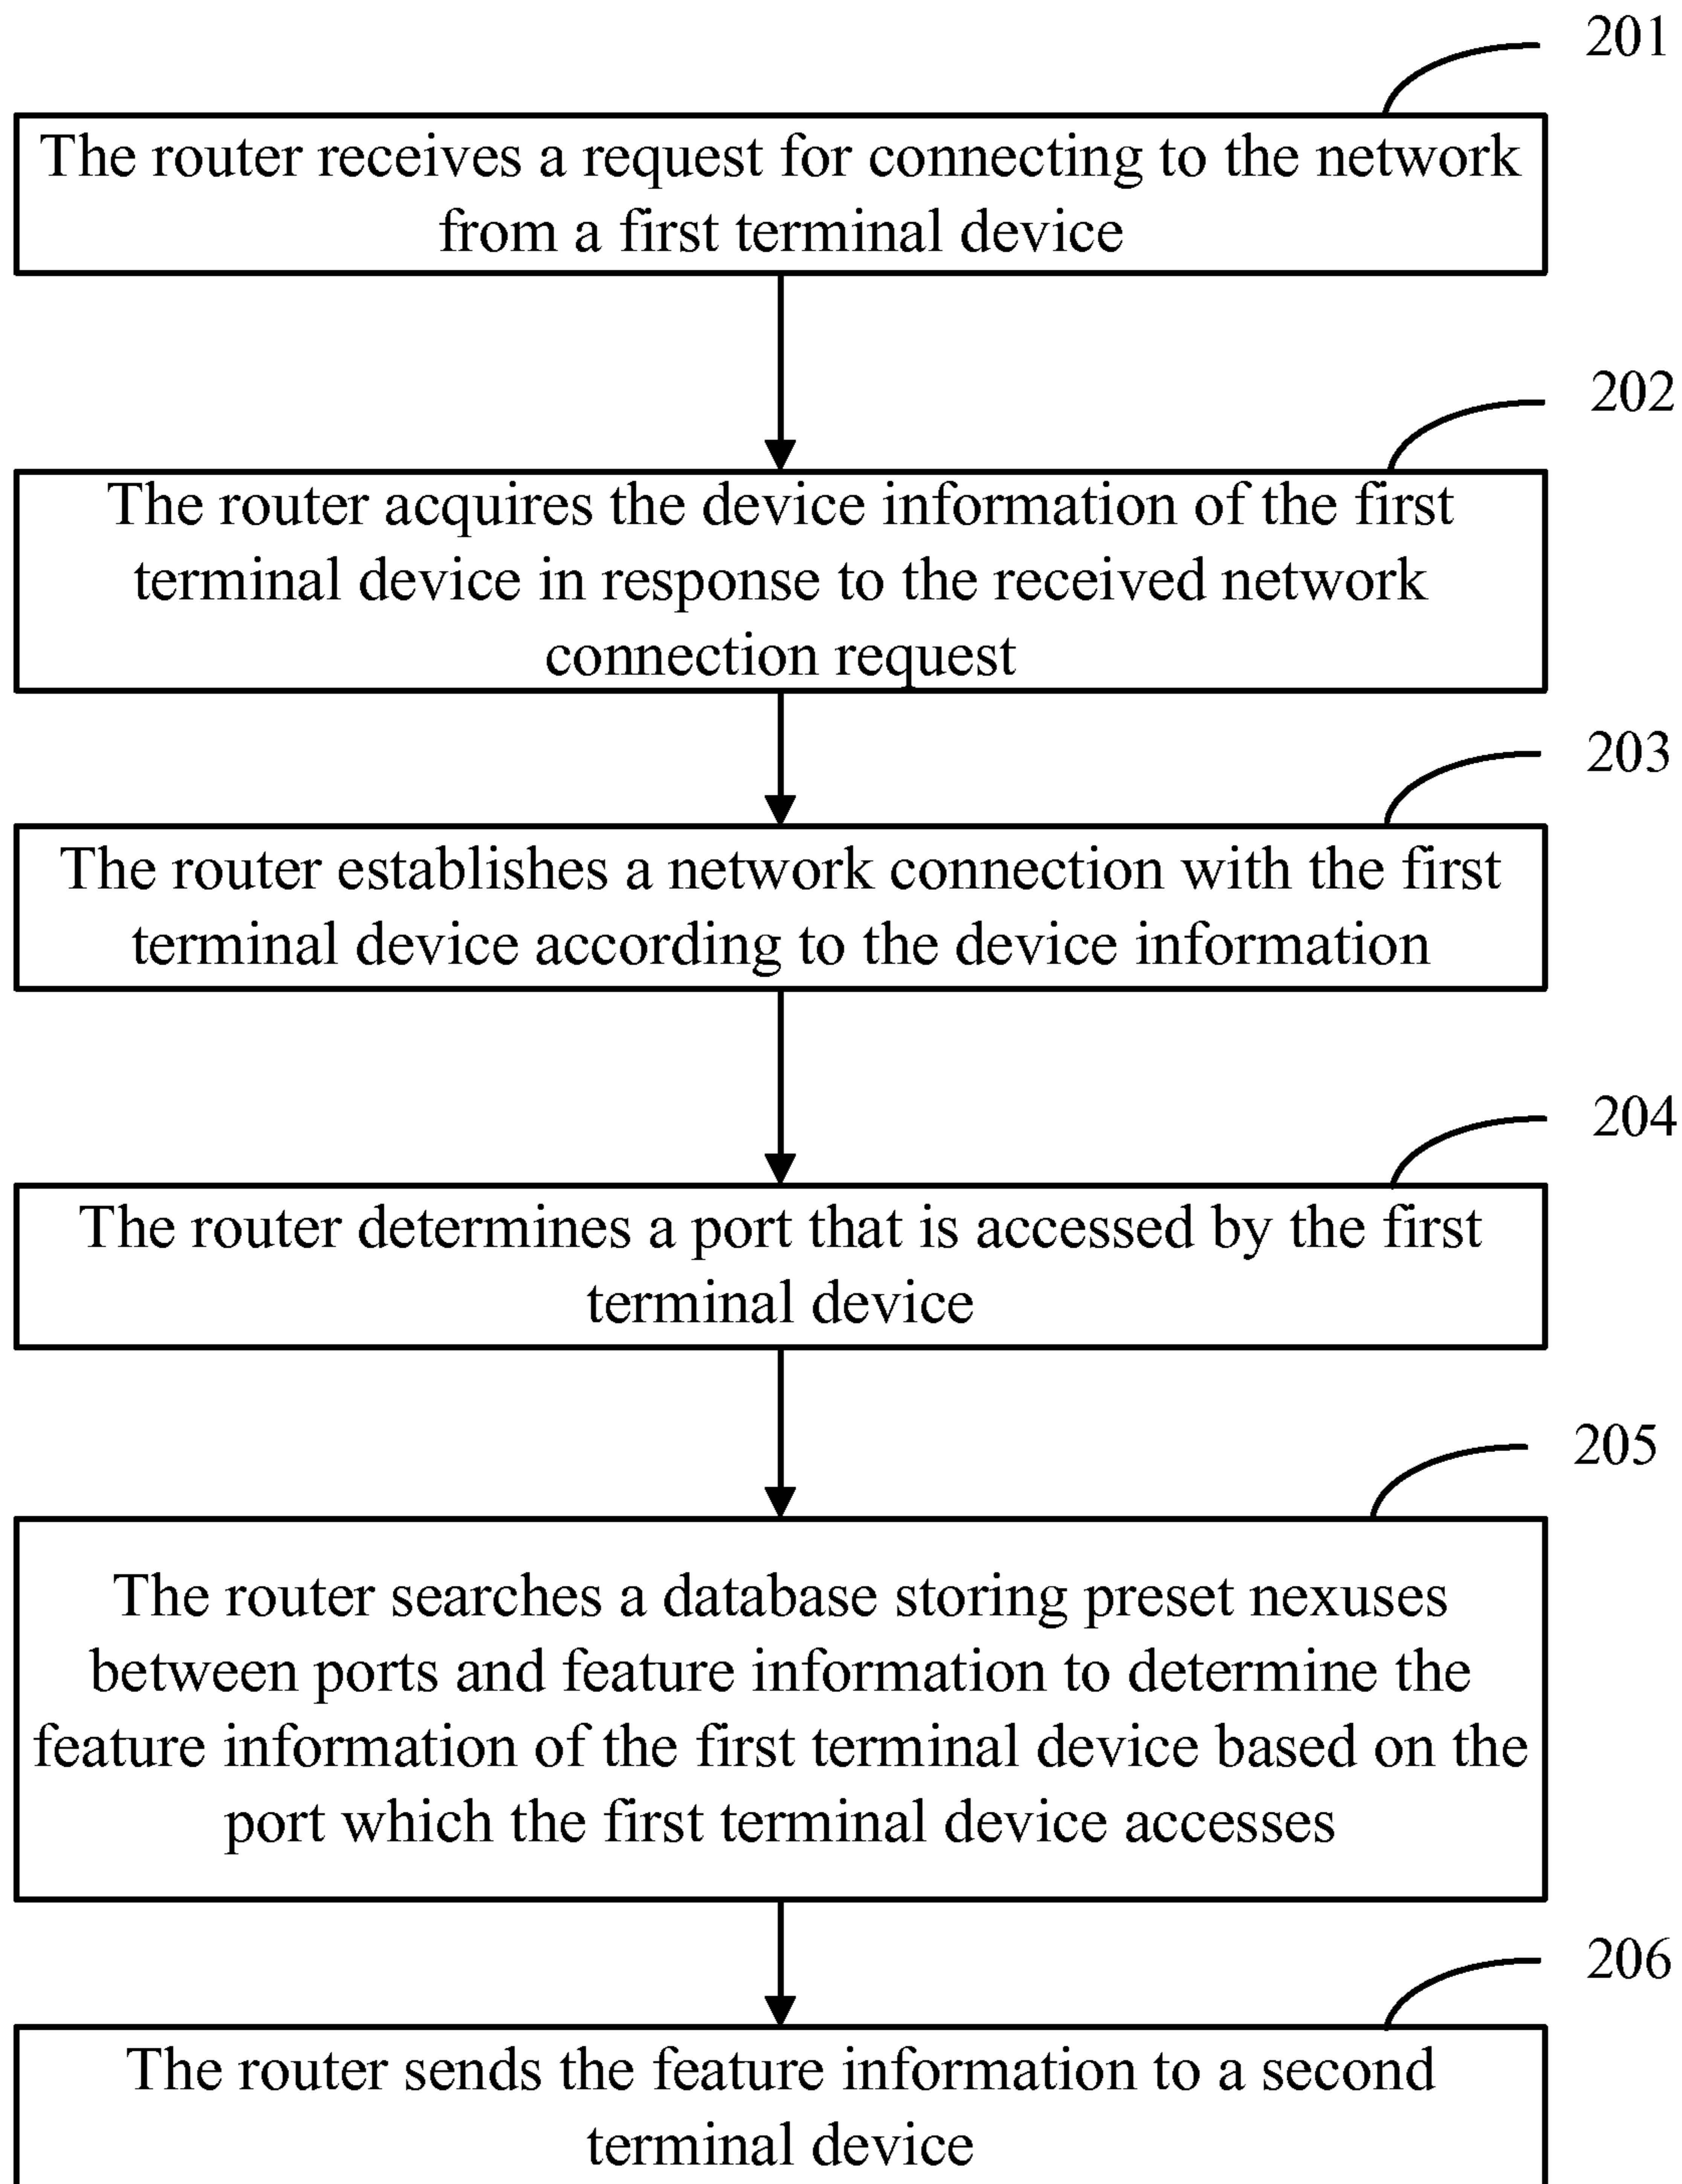 201
The router receives a request for connecting to the network
from a first terminal device
202
The router acquires the device information of the first
terminal device in response to the received network
connection request
203
The router establishes a network connection with the first
terminal device according to the device information
204
The router determines a port that is accessed by the first
terminal device
205
The router searches a database storing preset nexuses
between ports and feature information to determine the
feature information of the first terminal device based on the
port which the first terminal device accesses
206
The router sends the feature information to a second
terminal device